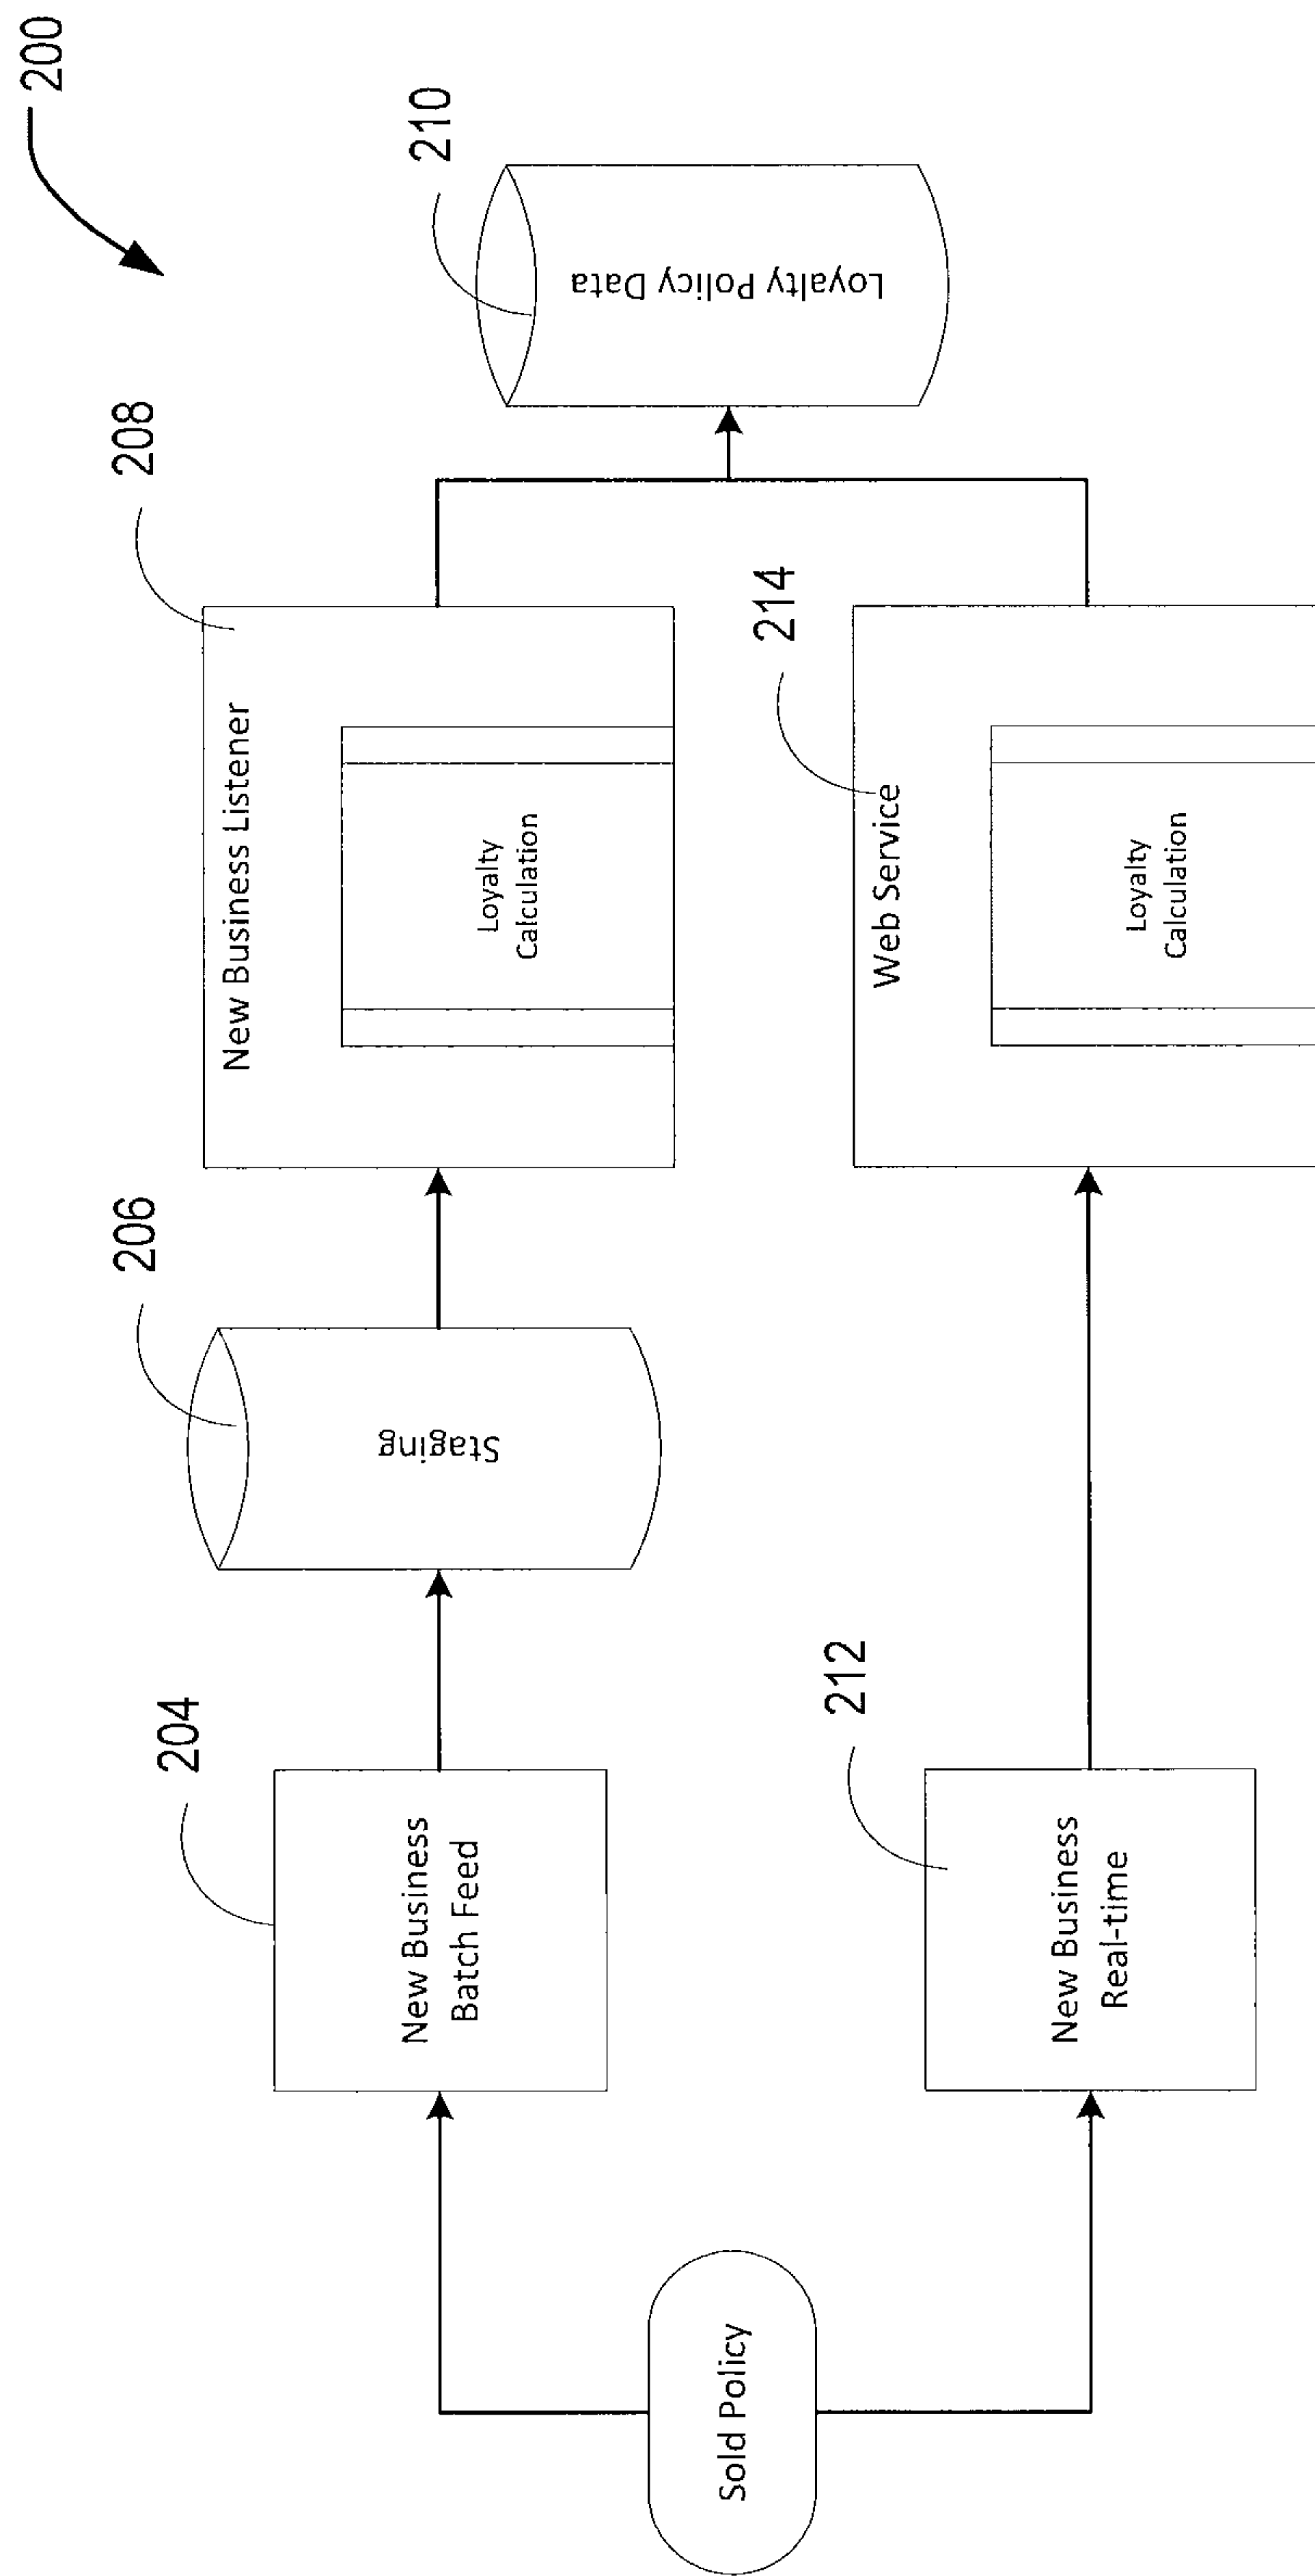 200
Sold Policy
204
New Business
Batch Feed
206
Staging
208
New Business Listener
Loyalty
Calculation
210
Loyalty Policy Data
212
New Business
Real-time
214
Web Service
Loyalty
Calculation